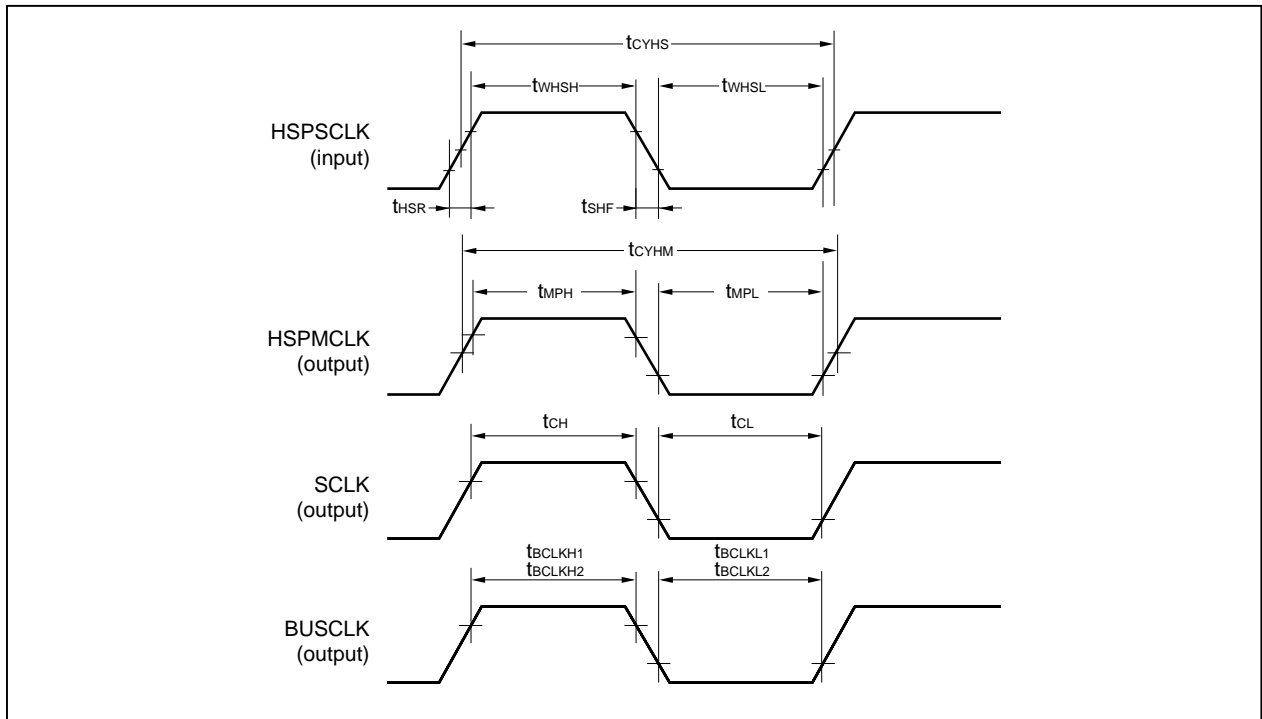 tCYHS
tWHSH tWHSL
HSPSCLK
(input)
tHSR tSHF
tCYHM
tMPH tMPL
HSPMCLK
(output)
tCH tCL
SCLK
(output)
tBCLKH1 tBCLKL1
tBCLKH2 tBCLKL2
BUSCLK
(output)